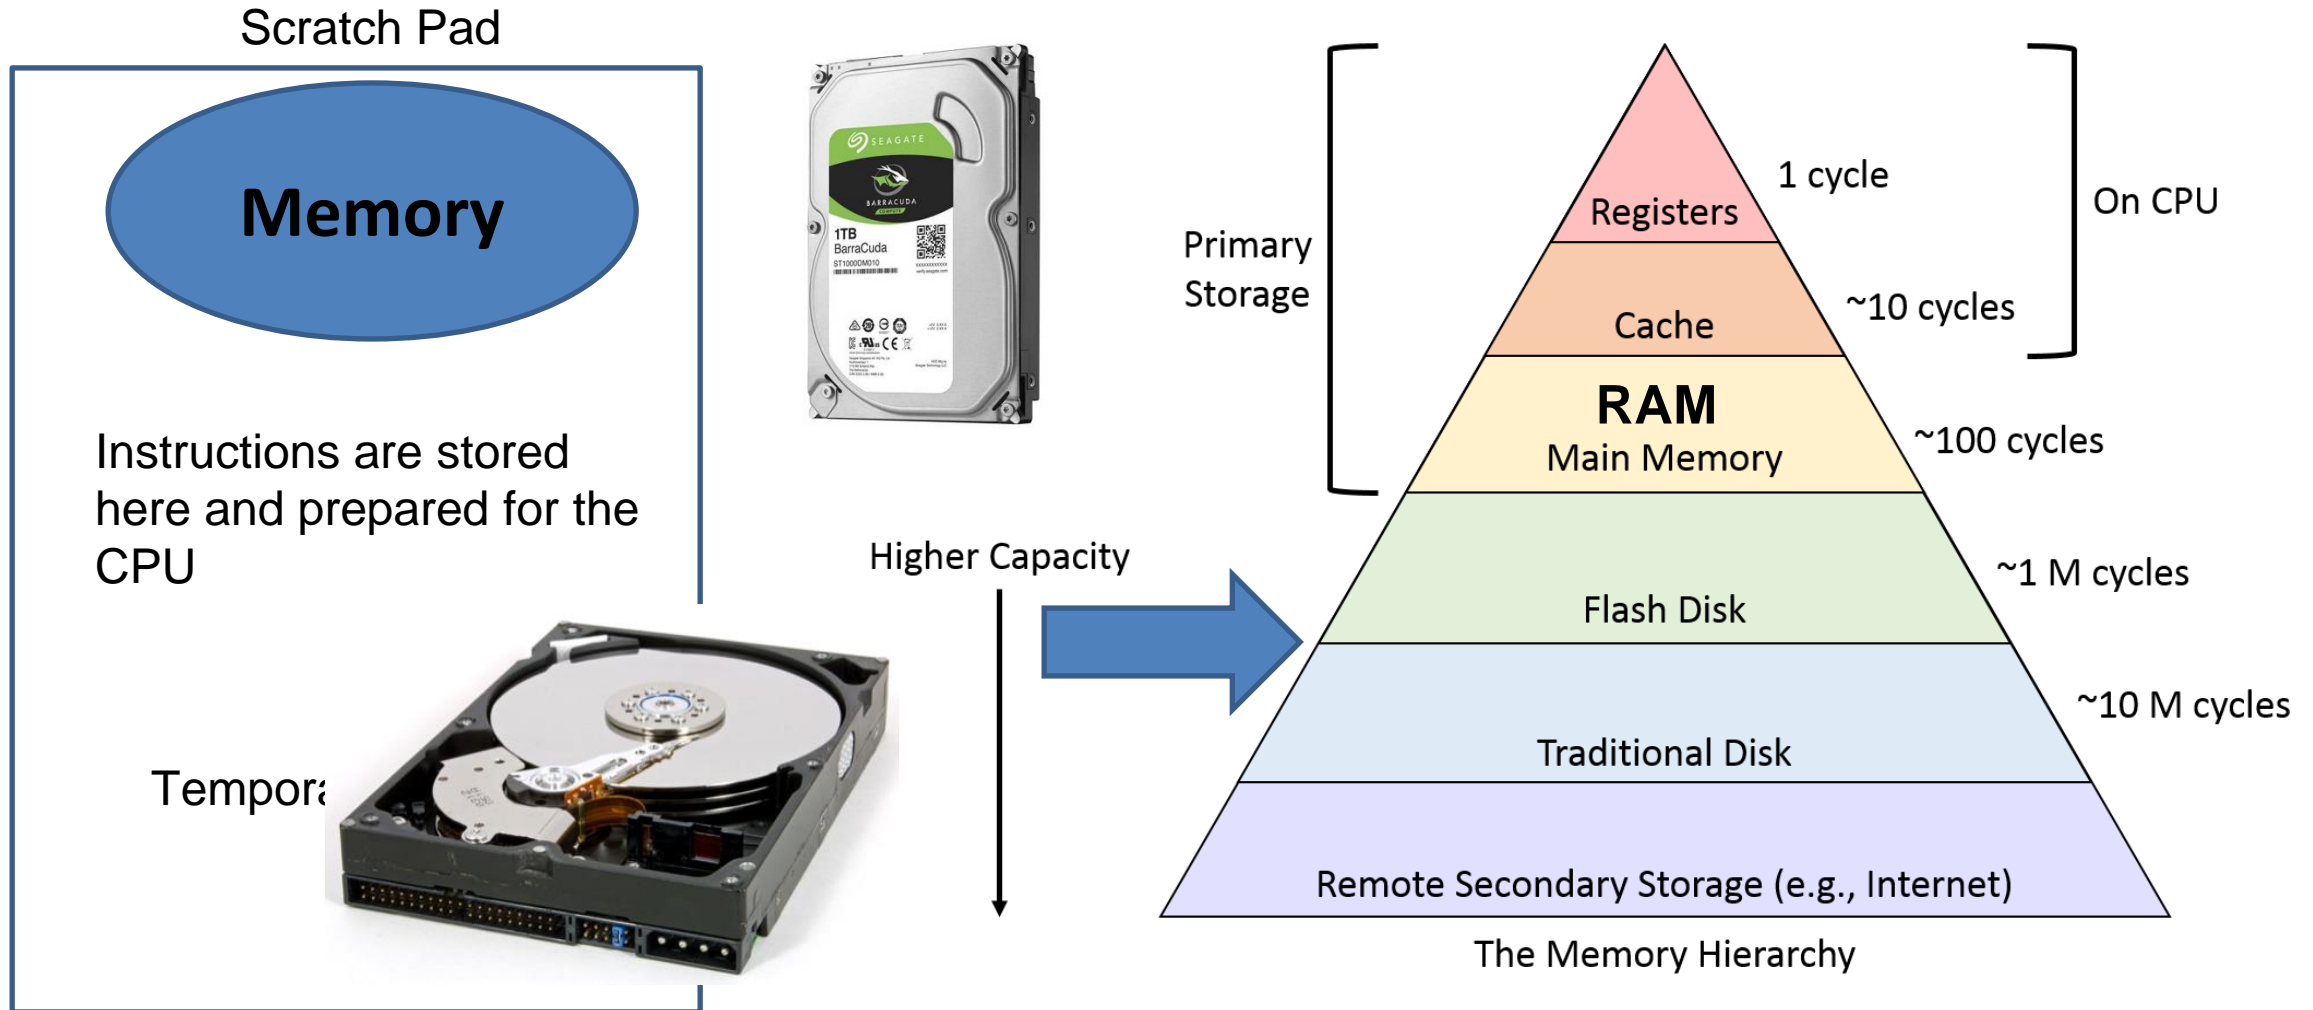 Scratch Pad
Memory
Instructions are stored
here and prepared for the
CPU
SEAGATE
BARRACUDA
COMPUTE
1TB
BarraCuda
ST1000DM010
Higher Capacity
Primary
Storage
Registers
Cache
RAM
Main Memory
Flash Disk
Traditional Disk
Remote Secondary Storage (e.g., Internet)
1 cycle
~10 cycles
~100 cycles
~1 M cycles
~10 M cycles
On CPU
The Memory Hierarchy